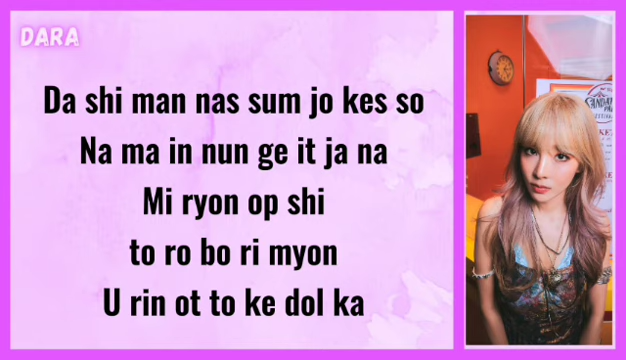 DARA
Da shi man nas sum jo kes so
Na ma in nun ge it ja na
Mi ryon op shi
to ro bo ri myon
U rin ot to ke dol ka